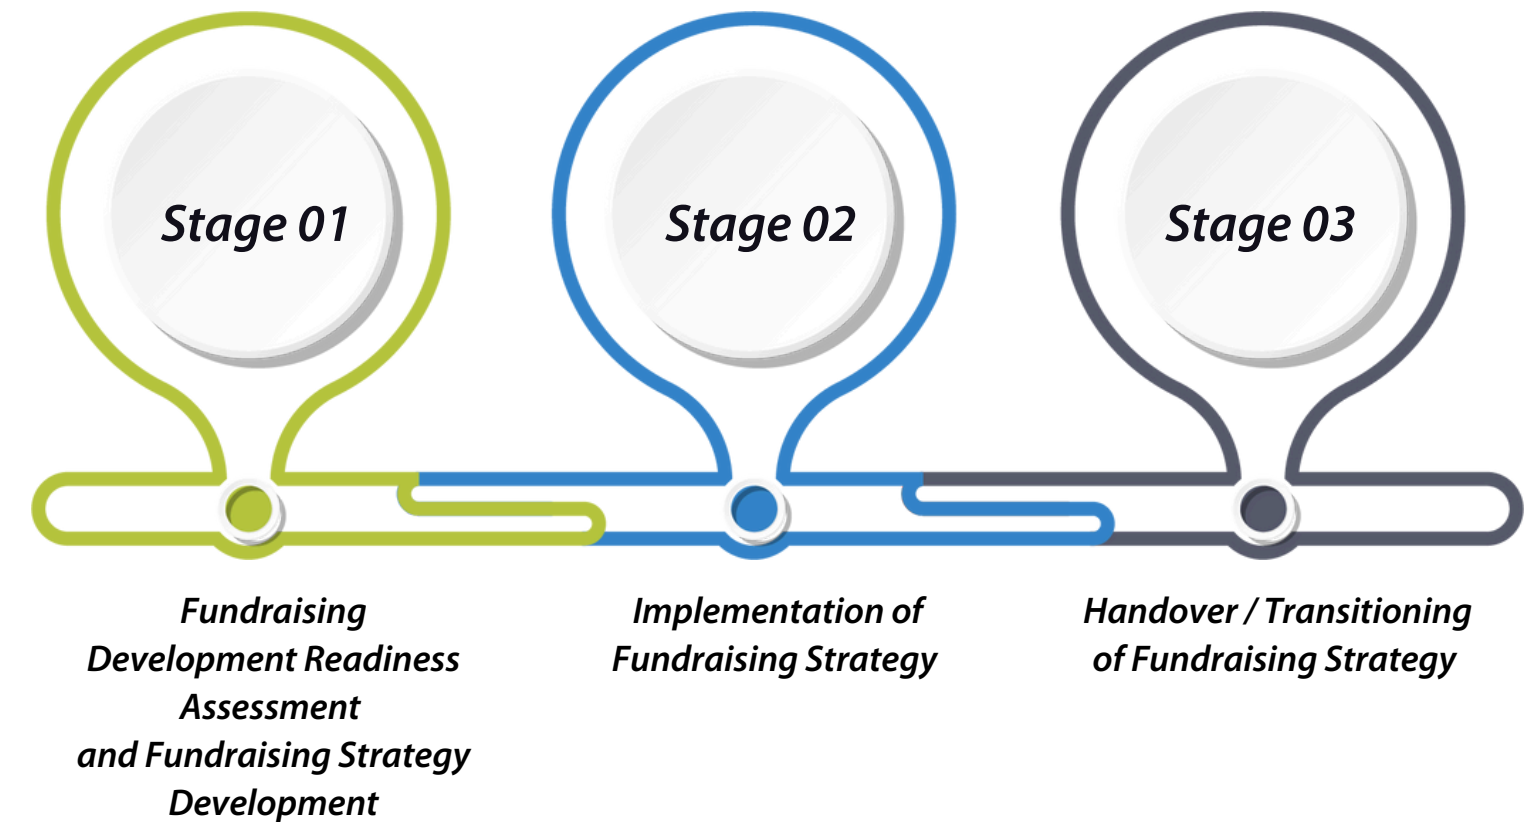 Stage 01
Stage 02
Stage 03
Fundraising
Development Readiness
Assessment
and Fundraising Strategy
Development
Implementation of
Fundraising Strategy
Handover / Transitioning
of Fundraising Strategy